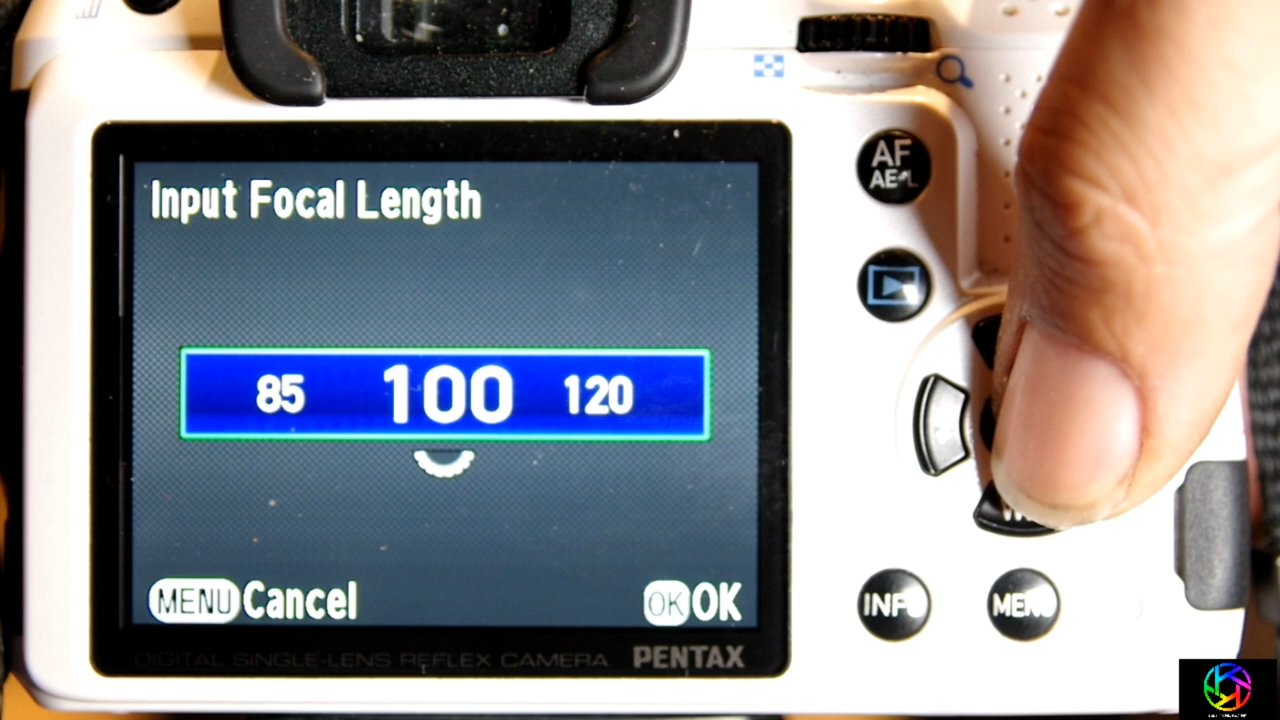 AF
AE-L
Input Focal Length
85 100 120
MENU Cancel
OK OK
INFO
MENU
DIGITAL SINGLE-LENS REFLEX CAMERA PENTAX